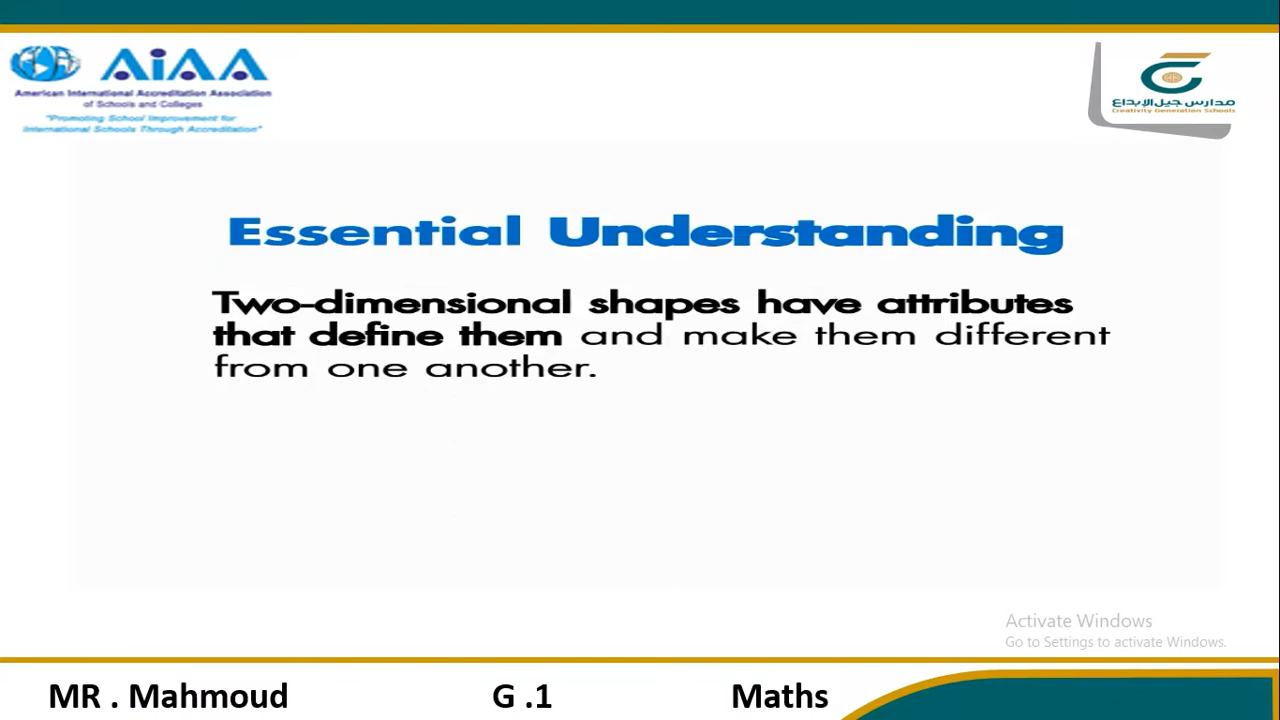 AiAA
American International Accreditation Association
of Schools and Colleges
"Promoting School Improvement for
International Schools Through Accreditation"
مدارس جيل الإبداع
Creativity Generation Schools
Essential Understanding
Two-dimensional shapes have attributes
that define them and make them different
from one another.
Activate Windows
Go to Settings to activate Windows.
MR . Mahmoud G .1 Maths